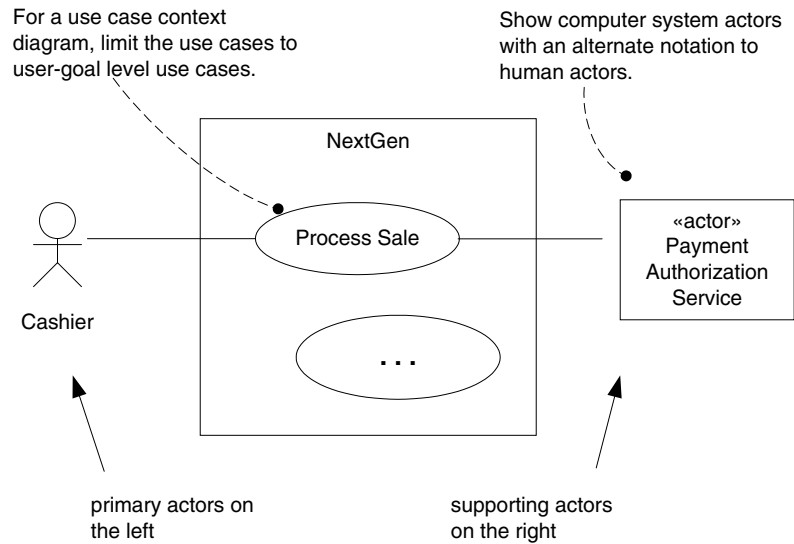 For a use case context
diagram, limit the use cases to
user-goal level use cases.
Show computer system actors
with an alternate notation to
human actors.
NextGen
Process Sale
«actor»
Payment
Authorization
Service
Cashier
. . .
primary actors on
the left
supporting actors
on the right